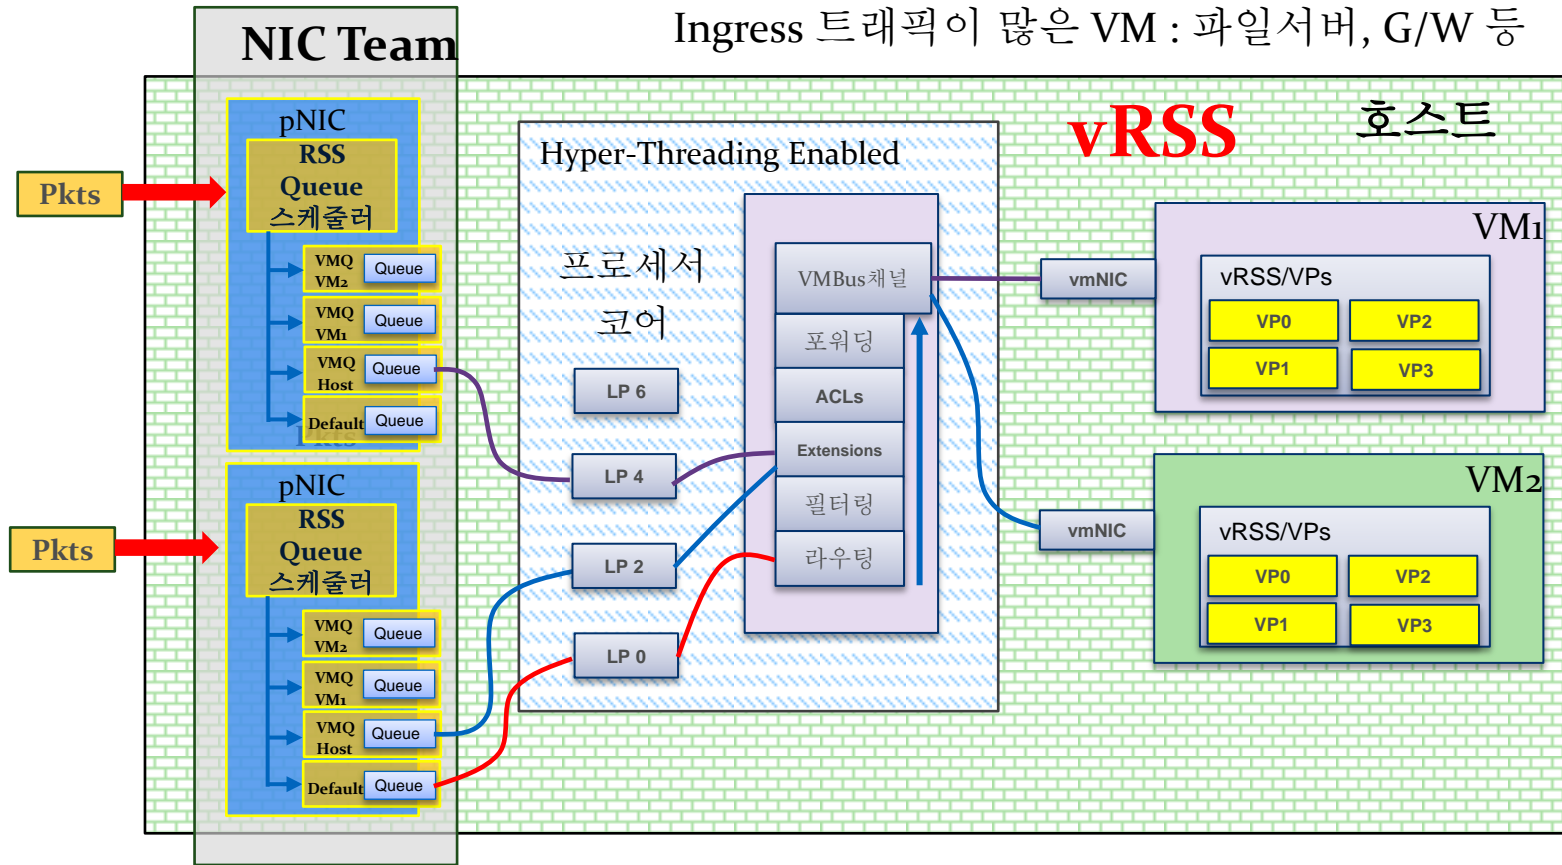 Ingress 트래픽이 많은 VM : 파일서버, G/W 등
NIC Team
vRSS
호스트
Pkts
pNIC
RSS
Queue
스케줄러
VMQ
VM2
Queue
VMQ
VM1
Queue
VMQ
Host
Queue
Default
Queue
Pkts
Pkts
pNIC
RSS
Queue
스케줄러
VMQ
VM2
Queue
VMQ
VM1
Queue
VMQ
Host
Queue
Default
Queue
Hyper-Threading Enabled
프로세서
코어
LP 6
LP 4
LP 2
LP 0
VMBus채널
포워딩
ACLs
Extensions
필터링
라우팅
vmNIC
VM1
vRSS/VPs
VP0
VP2
VP1
VP3
vmNIC
VM2
vRSS/VPs
VP0
VP2
VP1
VP3